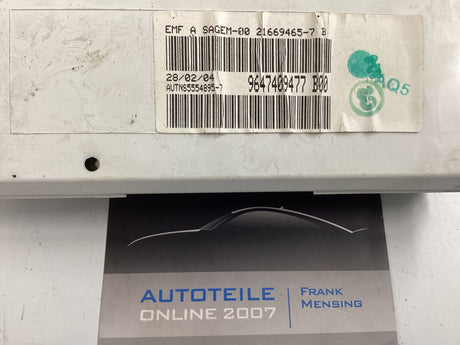 EMF A SAGEM-00 21669465-7 B
28/02/04
AUTNS5554895-7
9647409477 B00
AQ5
AUTOTEILE
ONLINE 2007
FRANK
MENSING